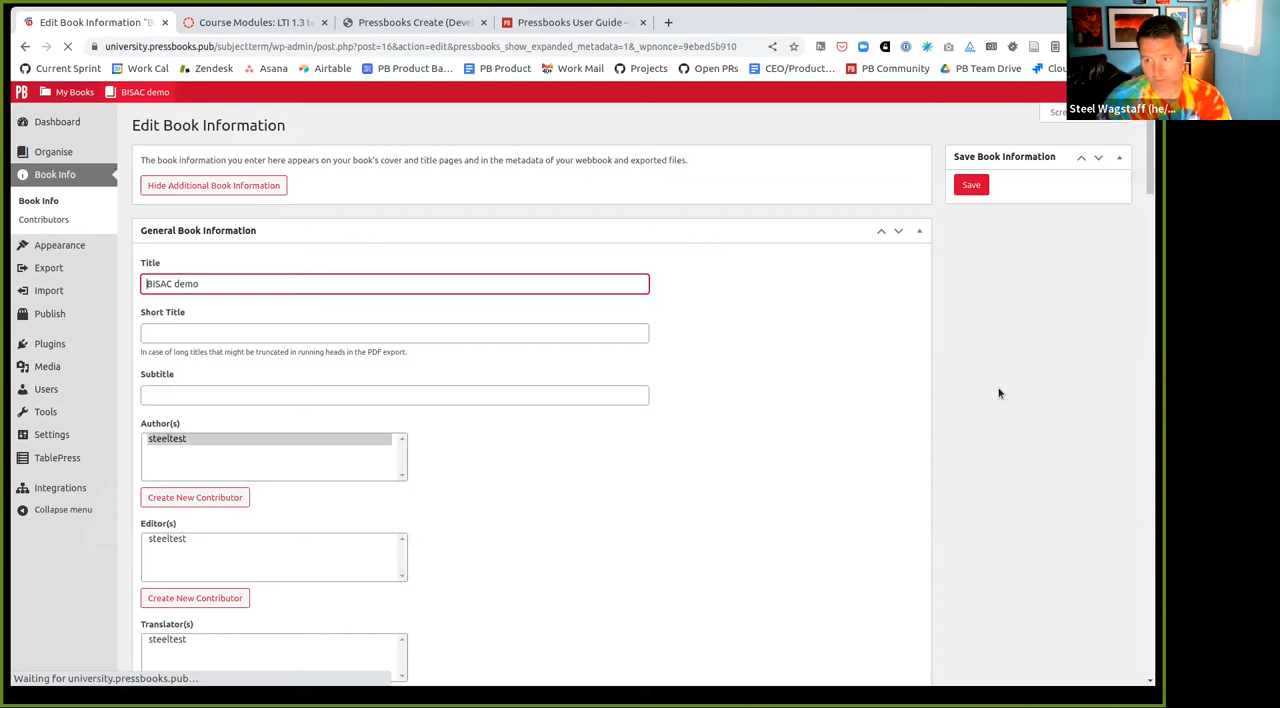 Edit Book Information "B
Course Modules: LTI 1.3 te
Pressbooks Create (Devel
Pressbooks User Guide –
university.pressbooks.pub/subjectterm/wp-admin/post.php?post=16&action=edit&pressbooks_show_expanded_metadata=1&_wpnonce=9ebed5b910
Current Sprint
Work Cal
Zendesk
Asana
Airtable
PB Product Ba...
PB Product
Work Mail
Projects
Open PRs
CEO/Product...
PB Community
PB Team Drive
Clou
Steel Wagstaff (he/...
PB
My Books
BISAC demo
Dashboard
Organise
Book Info
Book Info
Contributors
Appearance
Export
Import
Publish
Plugins
Media
Users
Tools
Settings
TablePress
Integrations
Collapse menu
Edit Book Information
The book information you enter here appears on your book's cover and title pages and in the metadata of your webbook and exported files.
Hide Additional Book Information
Save Book Information
Save
General Book Information
Title
BISAC demo
Short Title
In case of long titles that might be truncated in running heads in the PDF export.
Subtitle
Author(s)
steeltest
Create New Contributor
Editor(s)
steeltest
Create New Contributor
Translator(s)
steeltest
Waiting for university.pressbooks.pub...